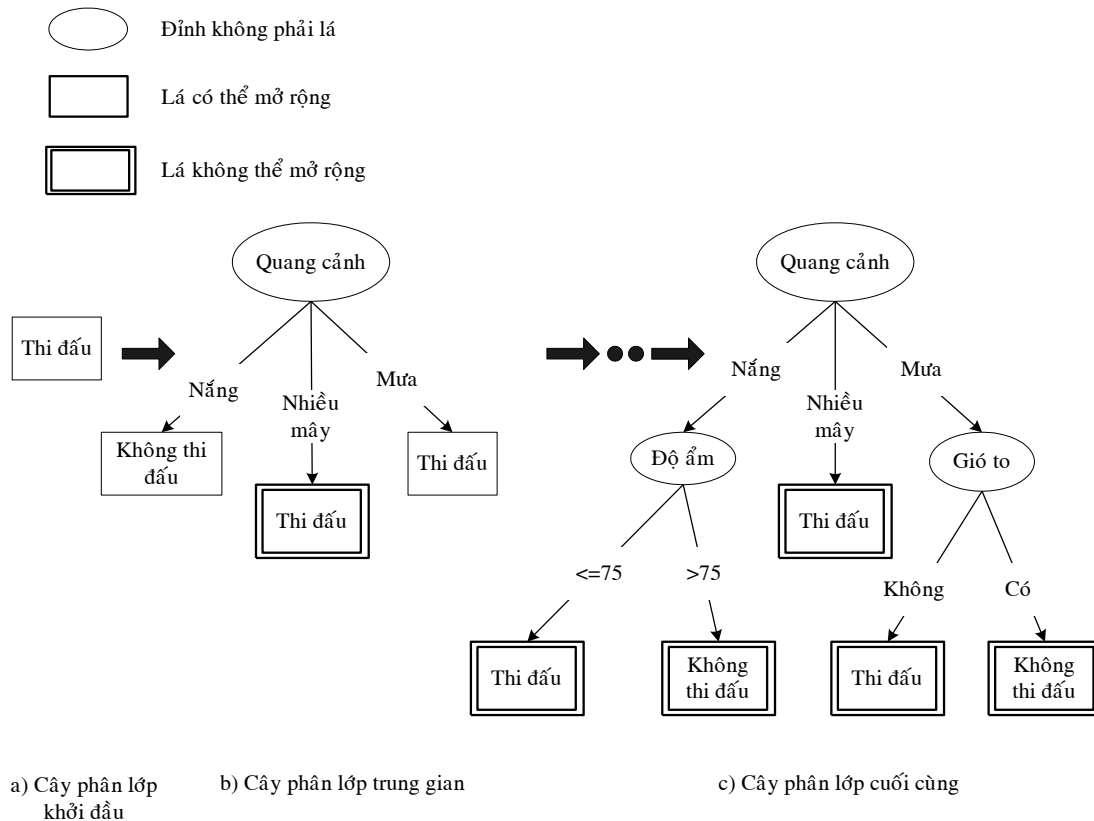 Đỉnh không phải lá
Lá có thể mở rộng
Lá không thể mở rộng
Thi đấu
Quang cảnh
Nắng
Nhiều
mây
Mưa
Không thi
đấu
Thi đấu
Thi đấu
Quang cảnh
Nắng
Nhiều
mây
Mưa
Độ ẩm
Thi đấu
Gió to
<=75
>75
Không
Có
Thi đấu
Không
thi đấu
Thi đấu
Không
thi đấu
a) Cây phân lớp
khởi đầu
b) Cây phân lớp trung gian
c) Cây phân lớp cuối cùng